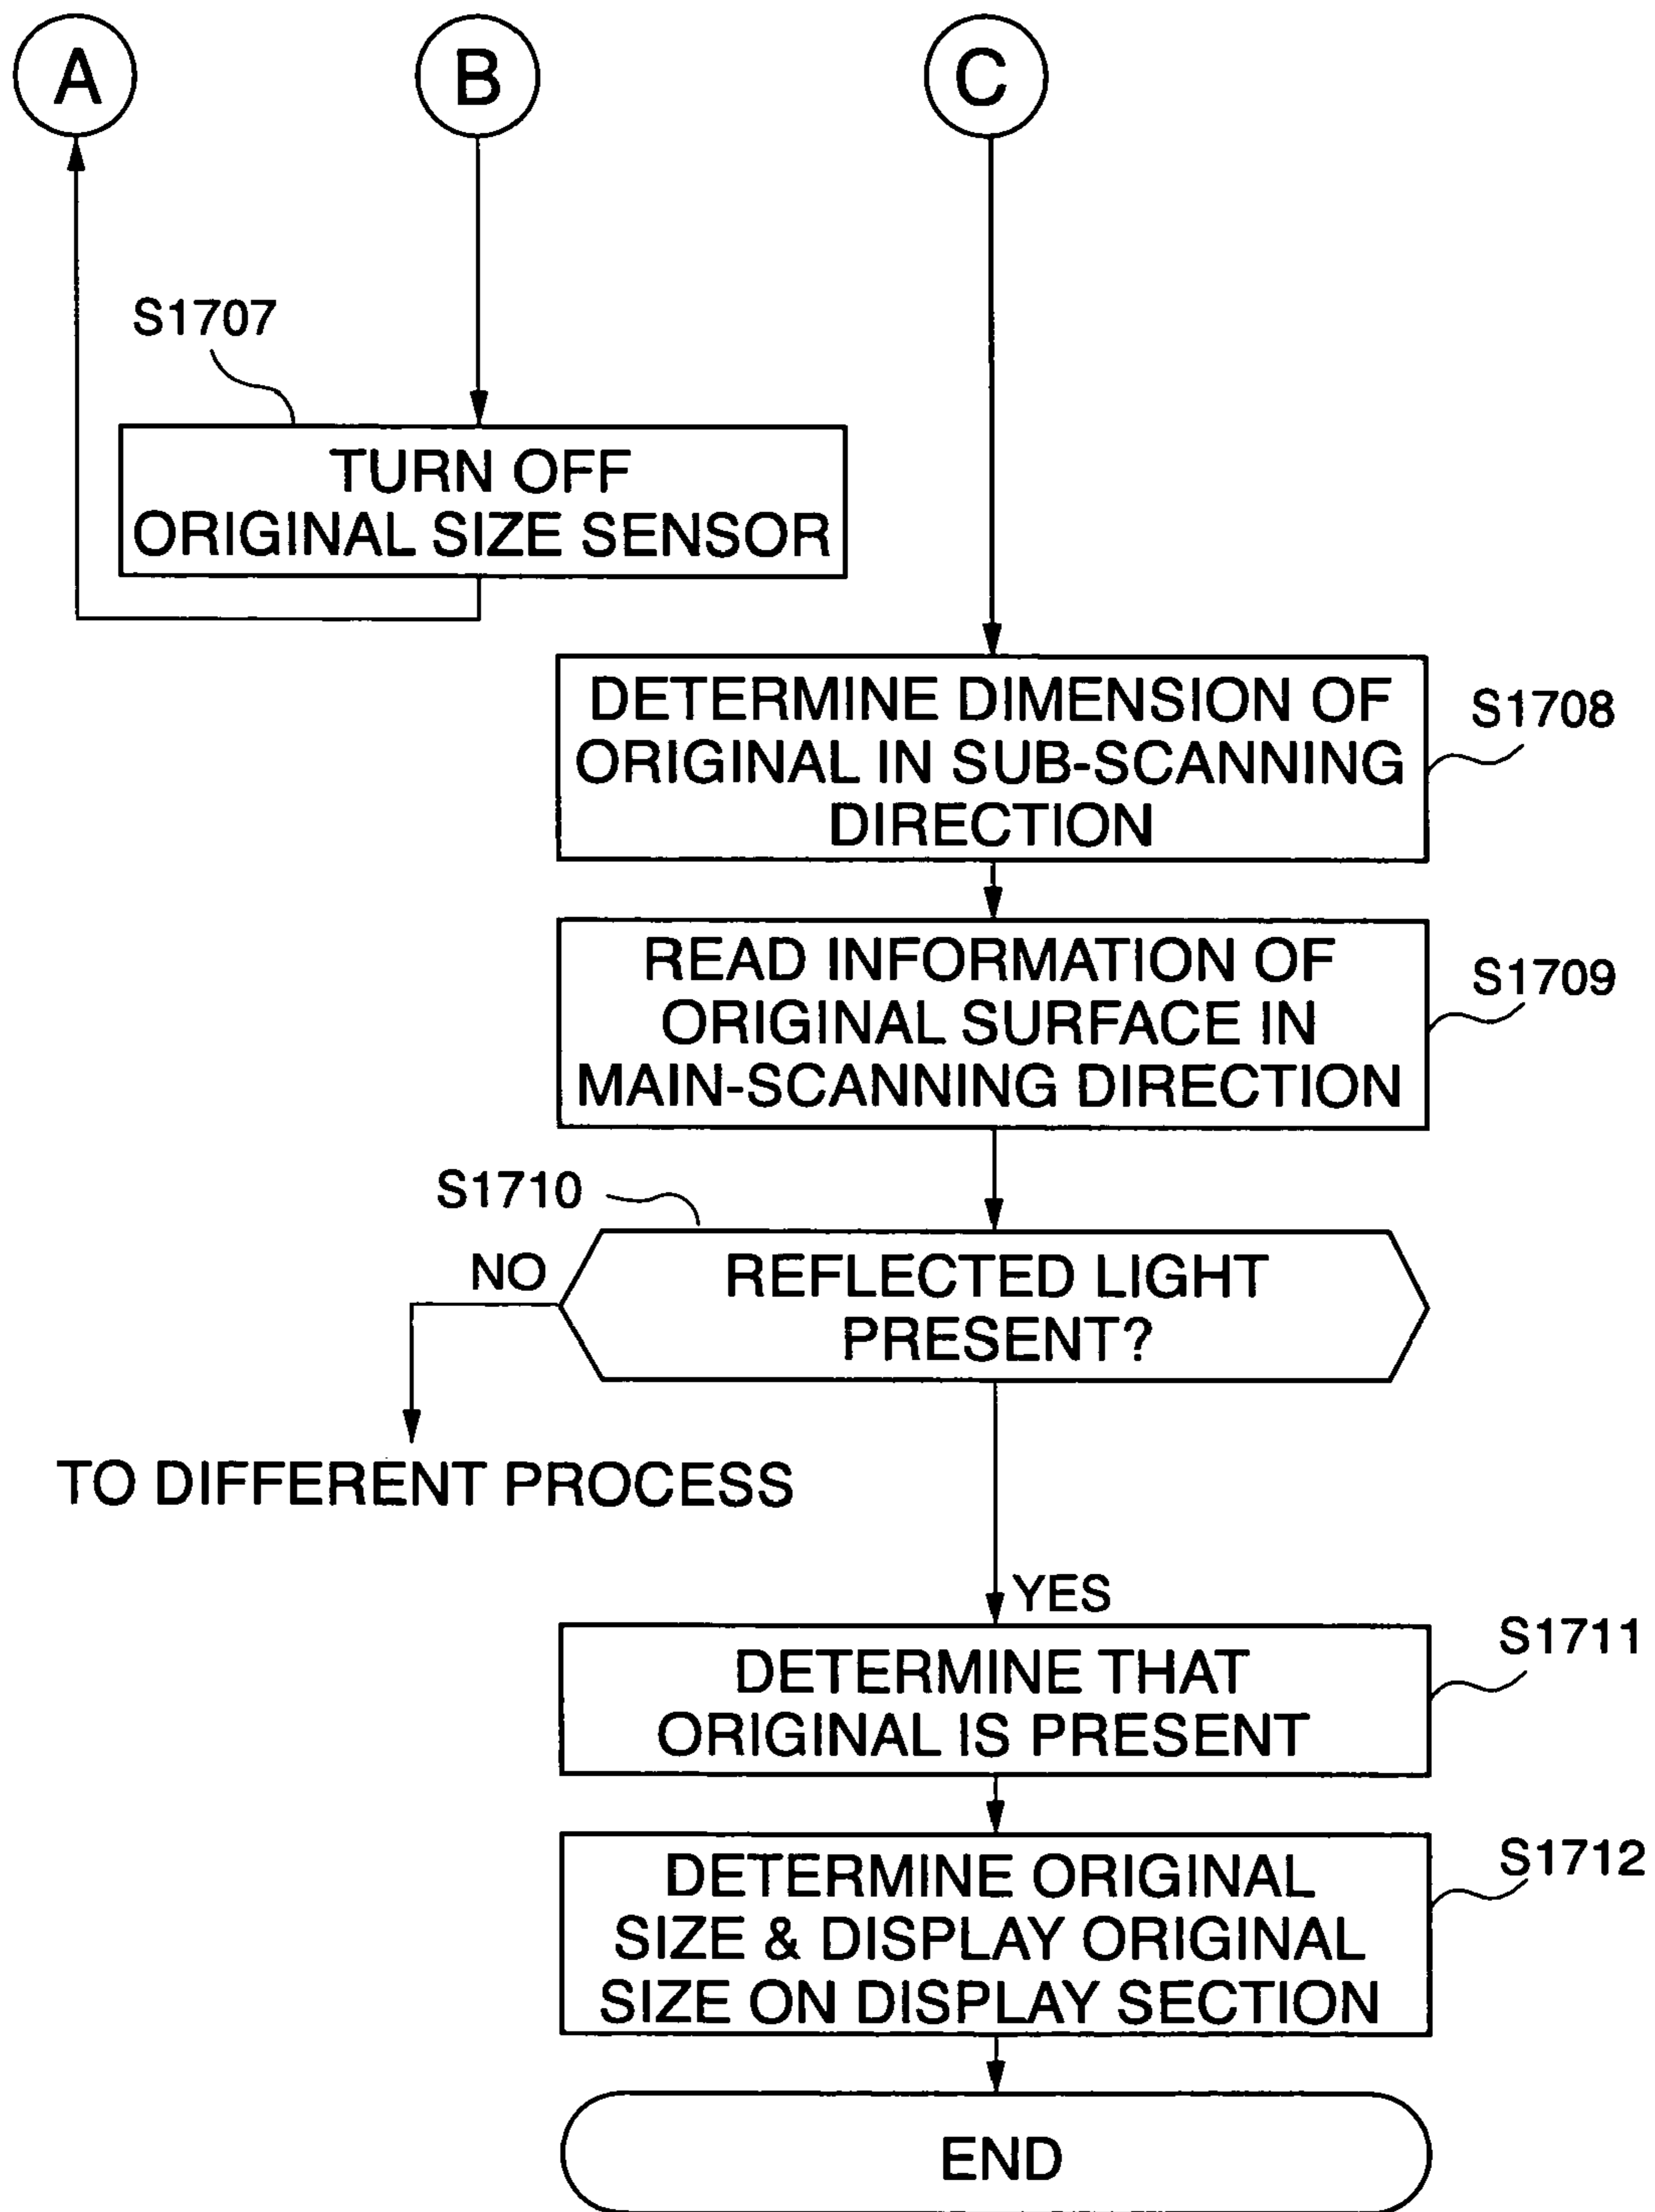 A
B
C
S1707
TURN OFF
ORIGINAL SIZE SENSOR
DETERMINE DIMENSION OF
ORIGINAL IN SUB-SCANNING
DIRECTION
S1708
READ INFORMATION OF
ORIGINAL SURFACE IN
MAIN-SCANNING DIRECTION
S1709
S1710
NO
REFLECTED LIGHT
PRESENT?
TO DIFFERENT PROCESS
YES
DETERMINE THAT
ORIGINAL IS PRESENT
S1711
DETERMINE ORIGINAL
SIZE & DISPLAY ORIGINAL
SIZE ON DISPLAY SECTION
S1712
END